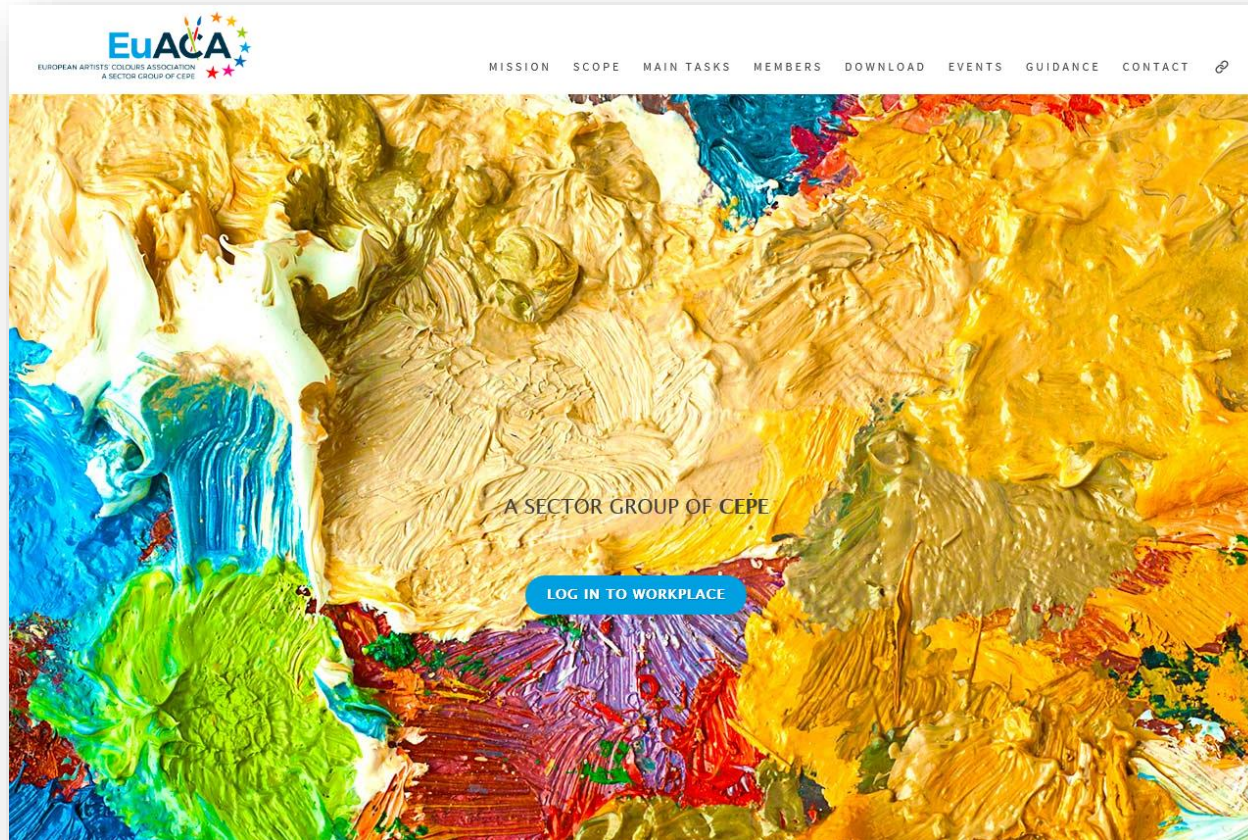 EuACA
EUROPEAN ARTISTS' COLOURS ASSOCIATION
A SECTOR GROUP OF CEPE
MISSION SCOPE MAIN TASKS MEMBERS DOWNLOAD EVENTS GUIDANCE CONTACT
A SECTOR GROUP OF CEPE
LOG IN TO WORKPLACE